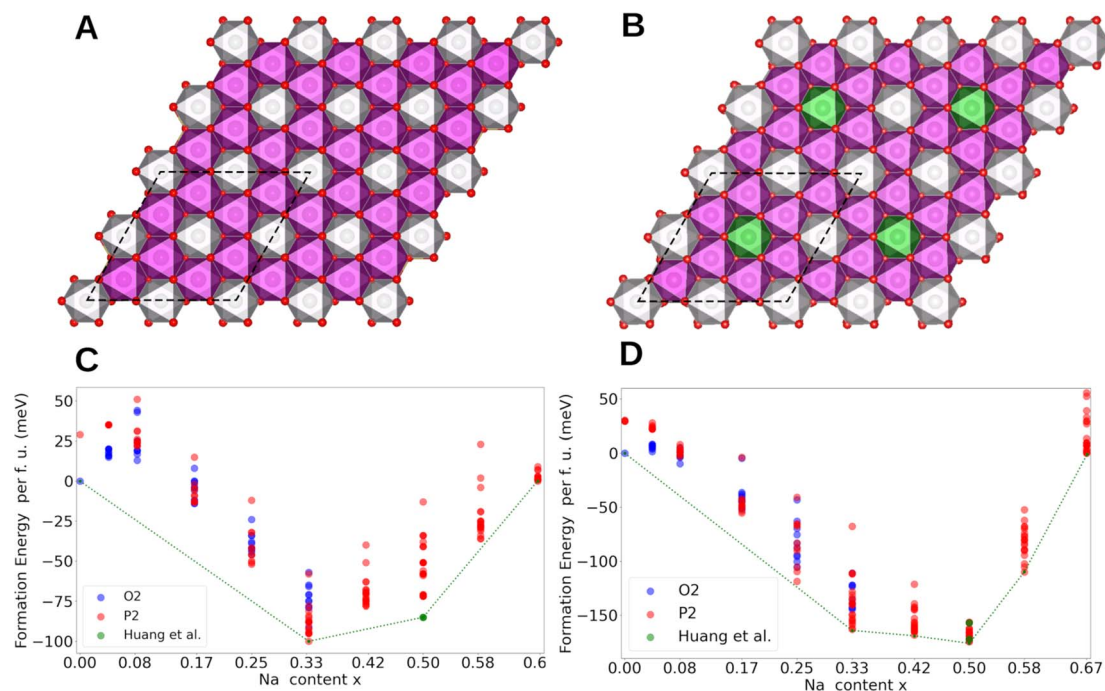 A
B
C
D
Formation Energy per f. u. (meV)
50
25
0
−25
−50
−75
−100
O2
P2
Huang et al.
0.00 0.08 0.17 0.25 0.33 0.42 0.50 0.58 0.6
Na content x
Formation Energy per f. u. (meV)
50
0
−50
−100
−150
O2
P2
Huang et al.
0.00 0.08 0.17 0.25 0.33 0.42 0.50 0.58 0.67
Na content x